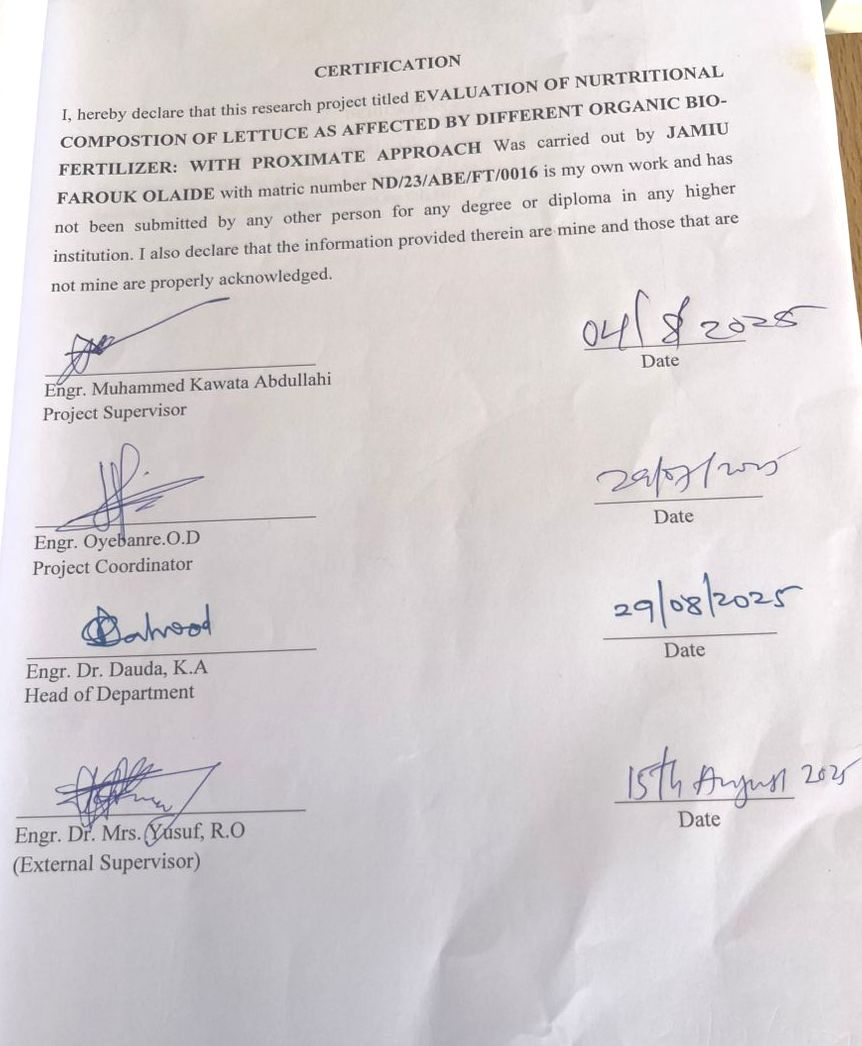 CERTIFICATION
I, hereby declare that this research project titled EVALUATION OF NURTRITIONAL
COMPOSTION OF LETTUCE AS AFFECTED BY DIFFERENT ORGANIC BIO-
FERTILIZER: WITH PROXIMATE APPROACH Was carried out by JAMIU
FAROUK OLAIDE with matric number ND/23/ABE/FT/0016 is my own work and has
not been submitted by any other person for any degree or diploma in any higher
institution. I also declare that the information provided therein are mine and those that are
not mine are properly acknowledged.
04/8/2025
Engr. Muhammed Kawata Abdullahi
Date
Project Supervisor
Engr. Oyebanre.O.D
Date
Project Coordinator
29/08/2025
Engr. Dr. Dauda, K.A
Date
Head of Department
15th August 2025
Engr. Dr. Mrs. Yusuf, R.O
Date
(External Supervisor)